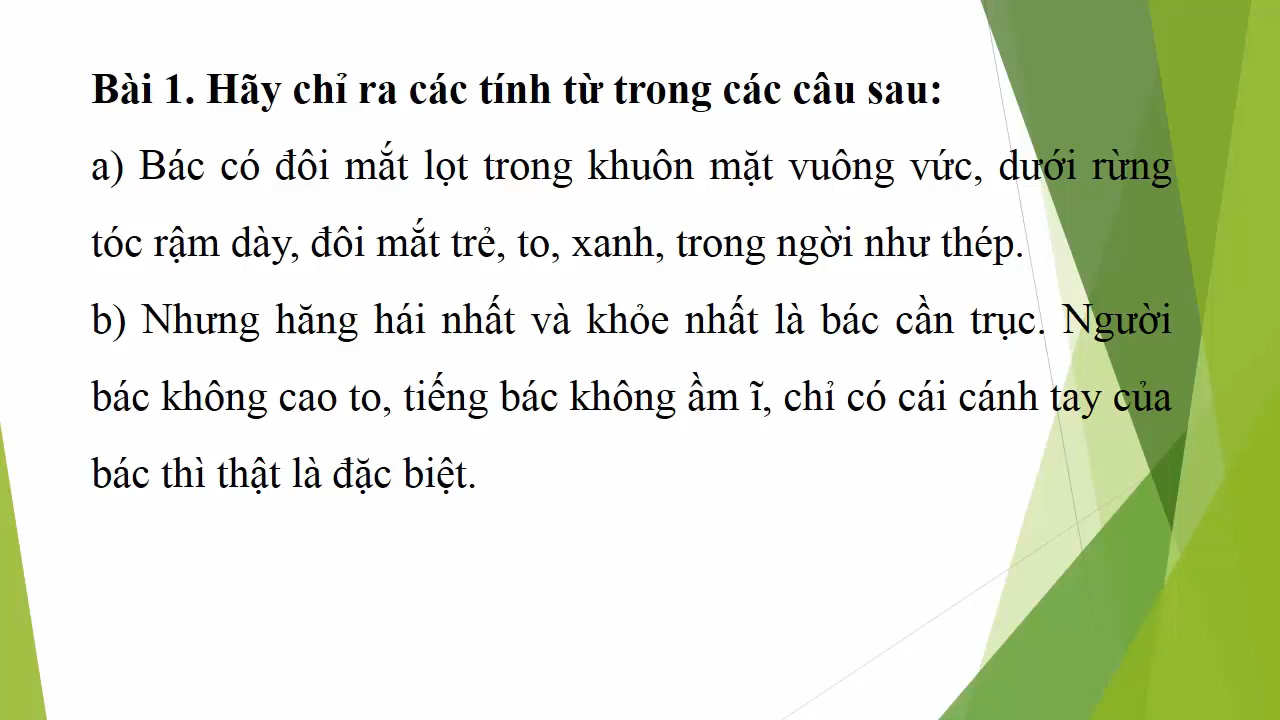 Bài 1. Hãy chỉ ra các tính từ trong các câu sau:
a) Bác có đôi mắt lọt trong khuôn mặt vuông vức, dưới rừng
tóc rậm dày, đôi mắt trẻ, to, xanh, trong ngời như thép.
b) Nhưng hăng hái nhất và khỏe nhất là bác cần trục. Người
bác không cao to, tiếng bác không ầm ĩ, chỉ có cái cánh tay của
bác thì thật là đặc biệt.